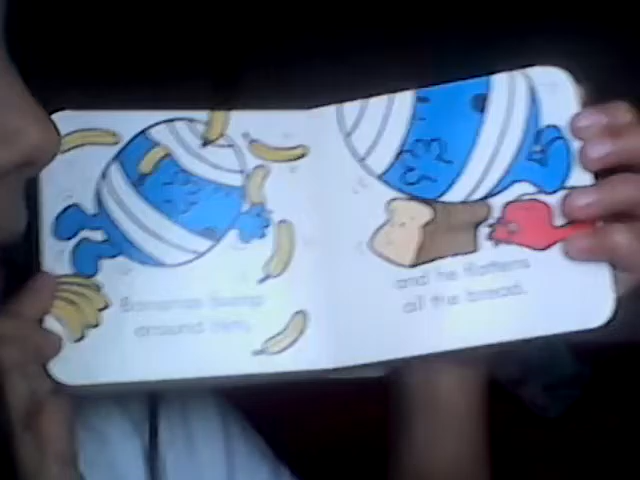 Bananas bump
around him,
and he flattens
all the bread.